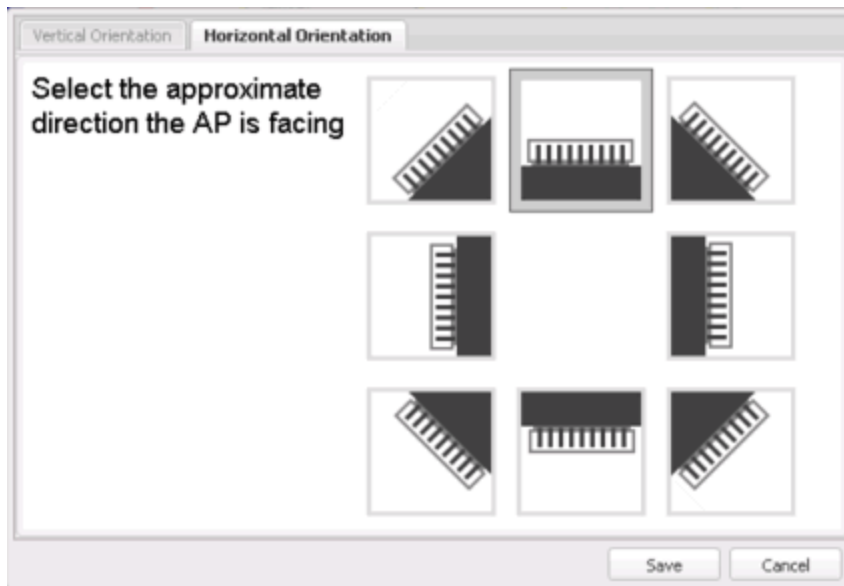 Vertical Orientation
Horizontal Orientation
Select the approximate
direction the AP is facing
Save
Cancel